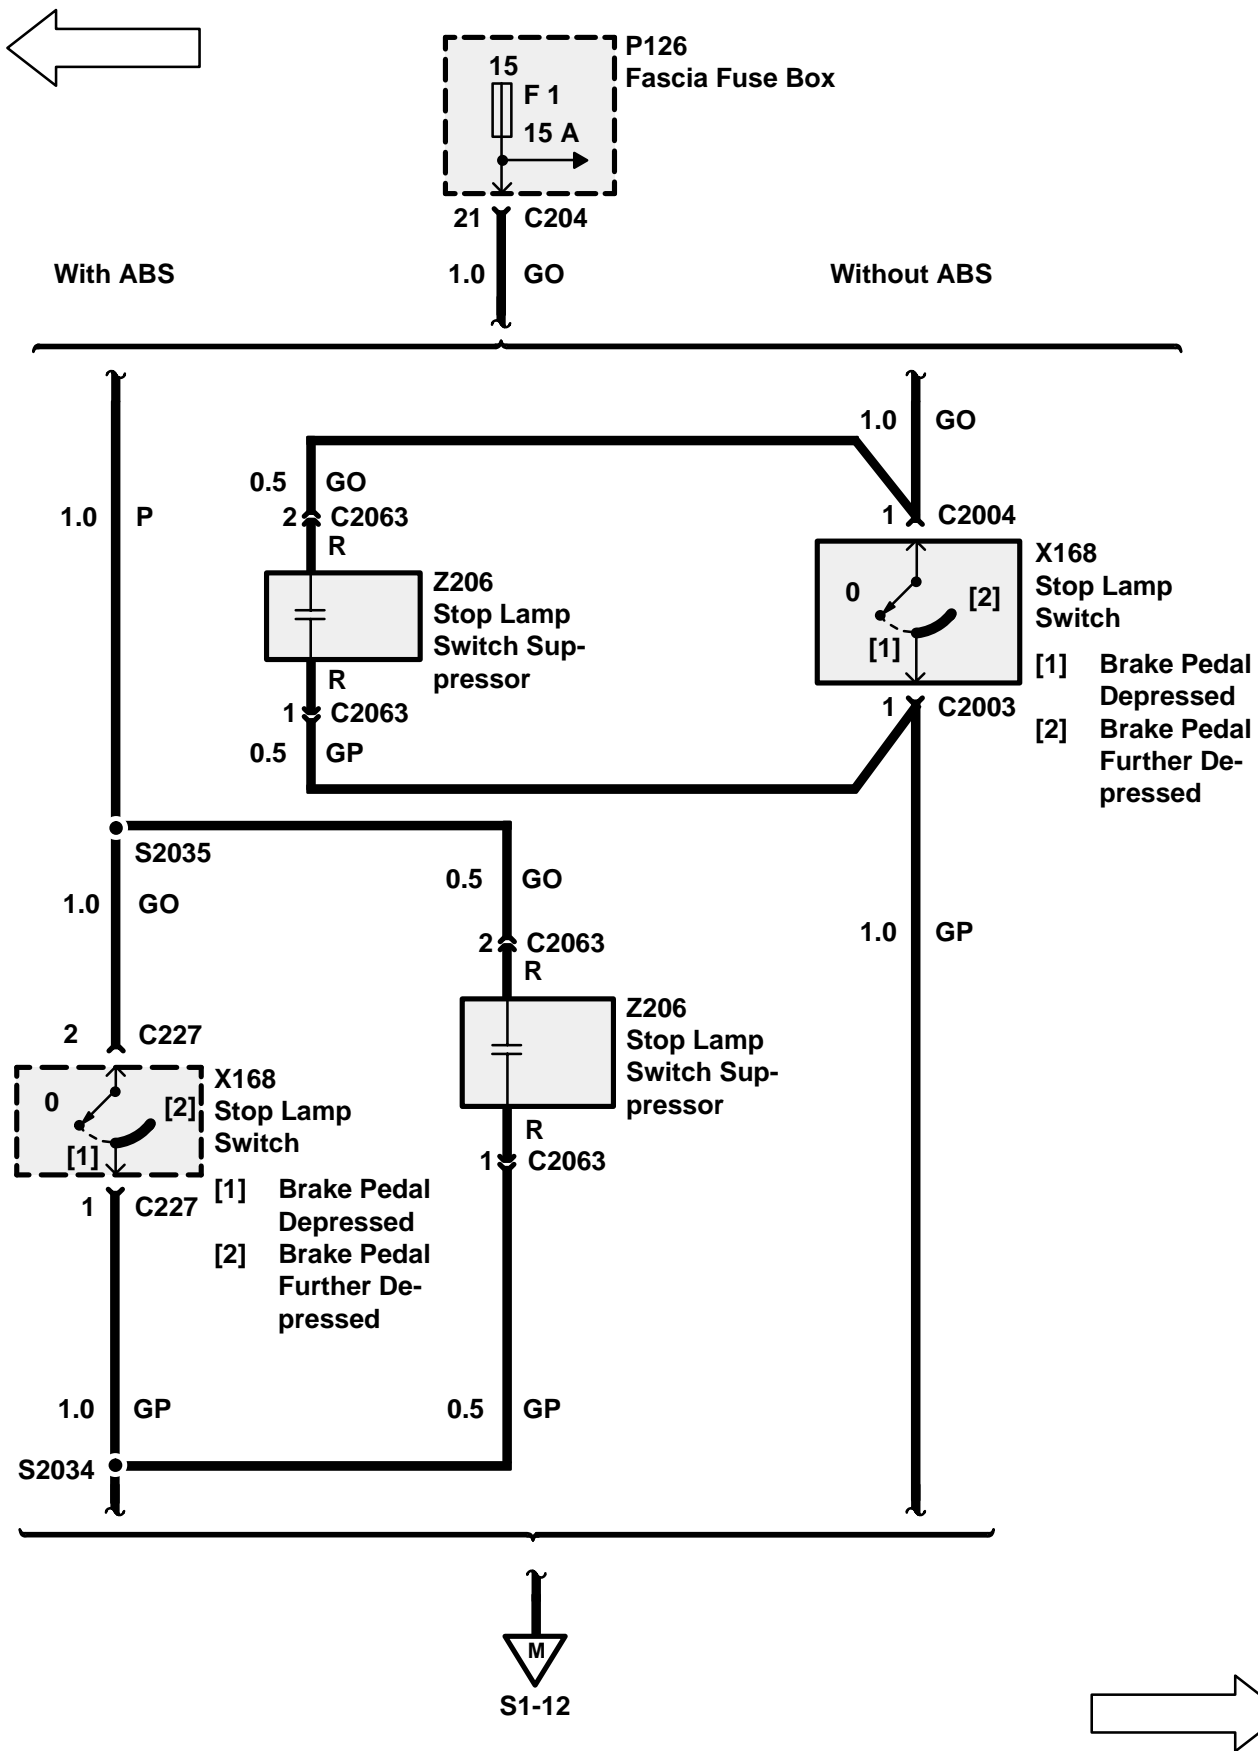 P126
Fascia Fuse Box
15
F 1
15 A
21 C204
With ABS
1.0 GO
Without ABS
1.0 GO
0.5 GO
2 C2063
R
1.0 P
1 C2004
X168
Stop Lamp
Switch
0
[2]
[1]
[1] Brake Pedal
Depressed
[2] Brake Pedal
Further De-
pressed
Z206
Stop Lamp
Switch Sup-
pressor
R
1 C2063
0.5 GP
1 C2003
S2035
1.0 GO
0.5 GO
2 C2063
R
1.0 GP
Z206
Stop Lamp
Switch Sup-
pressor
2 C227
X168
Stop Lamp
Switch
0
[2]
[1]
R
1 C2063
1 C227
[1] Brake Pedal
Depressed
[2] Brake Pedal
Further De-
pressed
1.0 GP
0.5 GP
S2034
M
S1-12